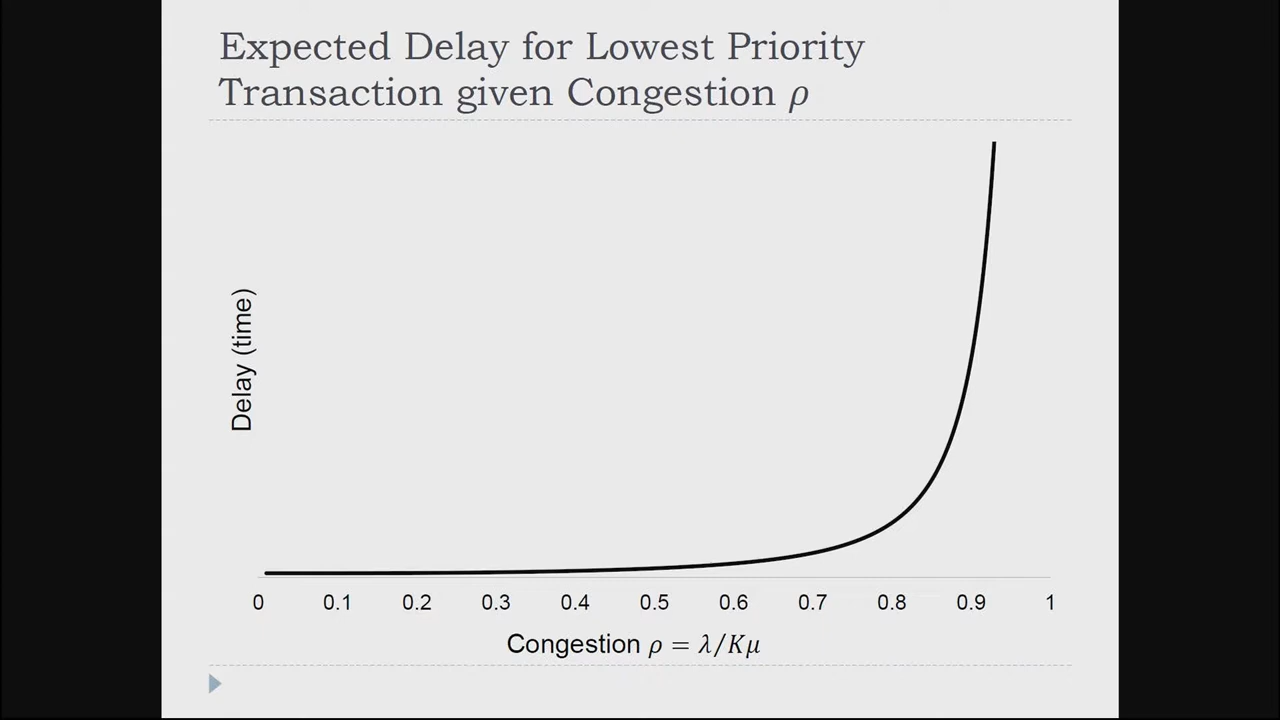 Expected Delay for Lowest Priority
Transaction given Congestion ρ
Delay (time)
0 0.1 0.2 0.3 0.4 0.5 0.6 0.7 0.8 0.9 1
Congestion ρ = λ/Kμ